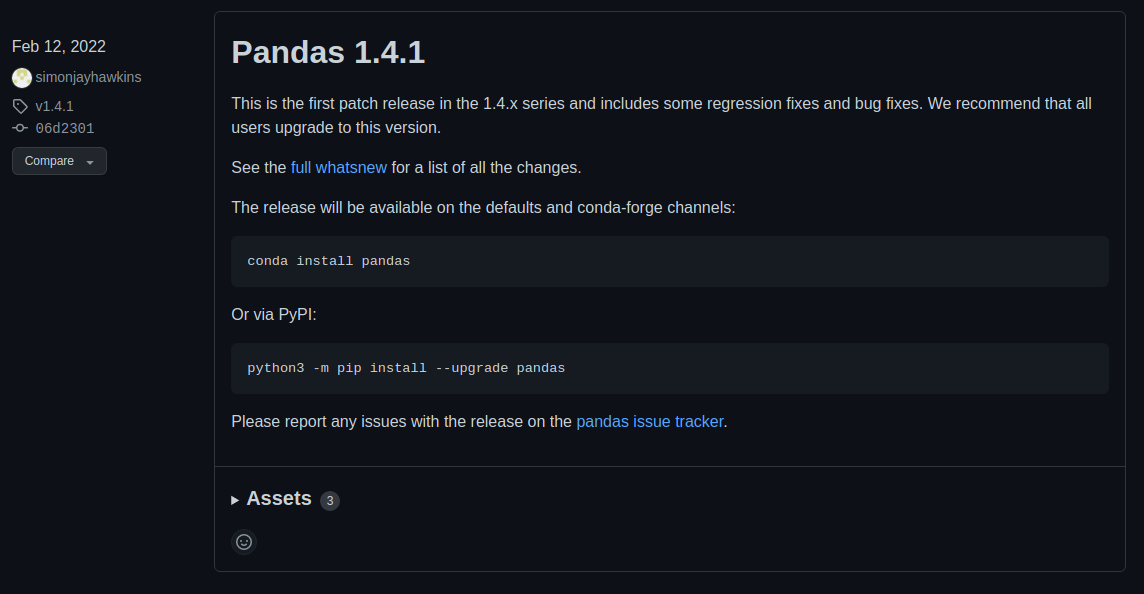 Feb 12, 2022
simonjayhawkins
v1.4.1
06d2301
Compare
Pandas 1.4.1
This is the first patch release in the 1.4.x series and includes some regression fixes and bug fixes. We recommend that all
users upgrade to this version.
See the full whatsnew for a list of all the changes.
The release will be available on the defaults and conda-forge channels:
conda install pandas
Or via PyPI:
python3 -m pip install --upgrade pandas
Please report any issues with the release on the pandas issue tracker.
Assets 3